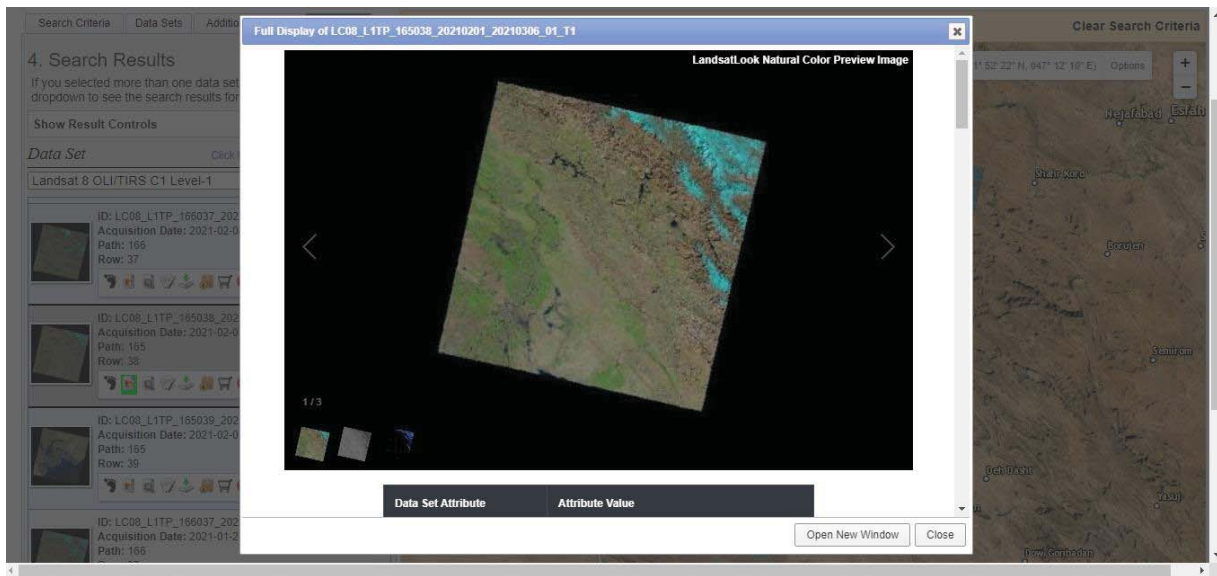 Search Criteria
Data Sets
Additio
Full Display of LC08_L1TP_165038_20210201_20210306_01_T1
Clear Search Criteria
4. Search Results
If you selected more than one data set
dropdown to see the search results for
Show Result Controls
Data Set
Landsat 8 OLI/TIRS C1 Level-1
ID: LC08_L1TP_166037_202
Acquisition Date: 2021-02-0
Path: 166
Row: 37
ID: LC08_L1TP_165038_202
Acquisition Date: 2021-02-0
Path: 165
Row: 38
ID: LC08_L1TP_165039_202
Acquisition Date: 2021-02-0
Path: 165
Row: 39
ID: LC08_L1TP_166037_202
Acquisition Date: 2021-01-2
Path: 166
LandsatLook Natural Color Preview Image
1 / 3
Data Set Attribute
Attribute Value
Open New Window
Close
Options
+
−
Najafabad
Esfah
Shahr Kord
Borujen
Semirom
Deh Dasht
Yasuj